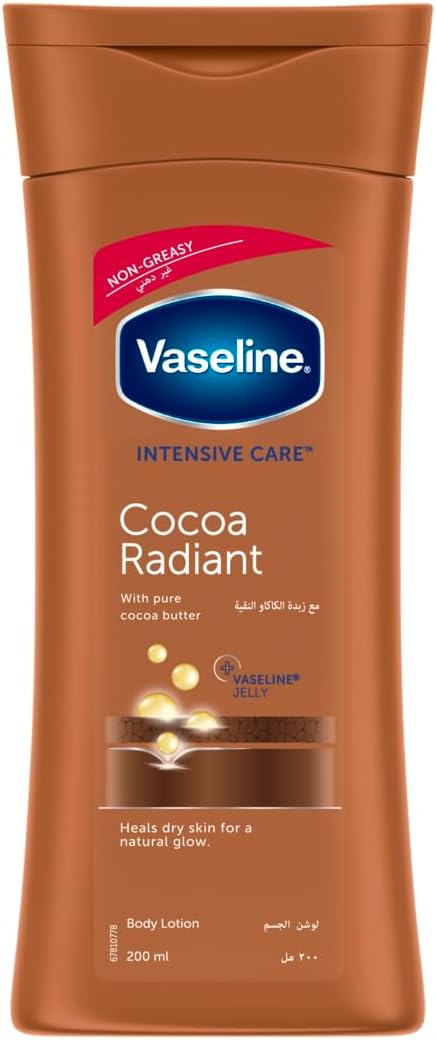 NON-GREASY
غير دهني
Vaseline®
INTENSIVE CARE™
Cocoa
Radiant
With pure
cocoa butter
مع زبدة الكاكاو النقية
VASELINE®
JELLY
Heals dry skin for a
natural glow.
Body Lotion
لوشن الجسم
200 ml
٢٠٠ مل
67810778